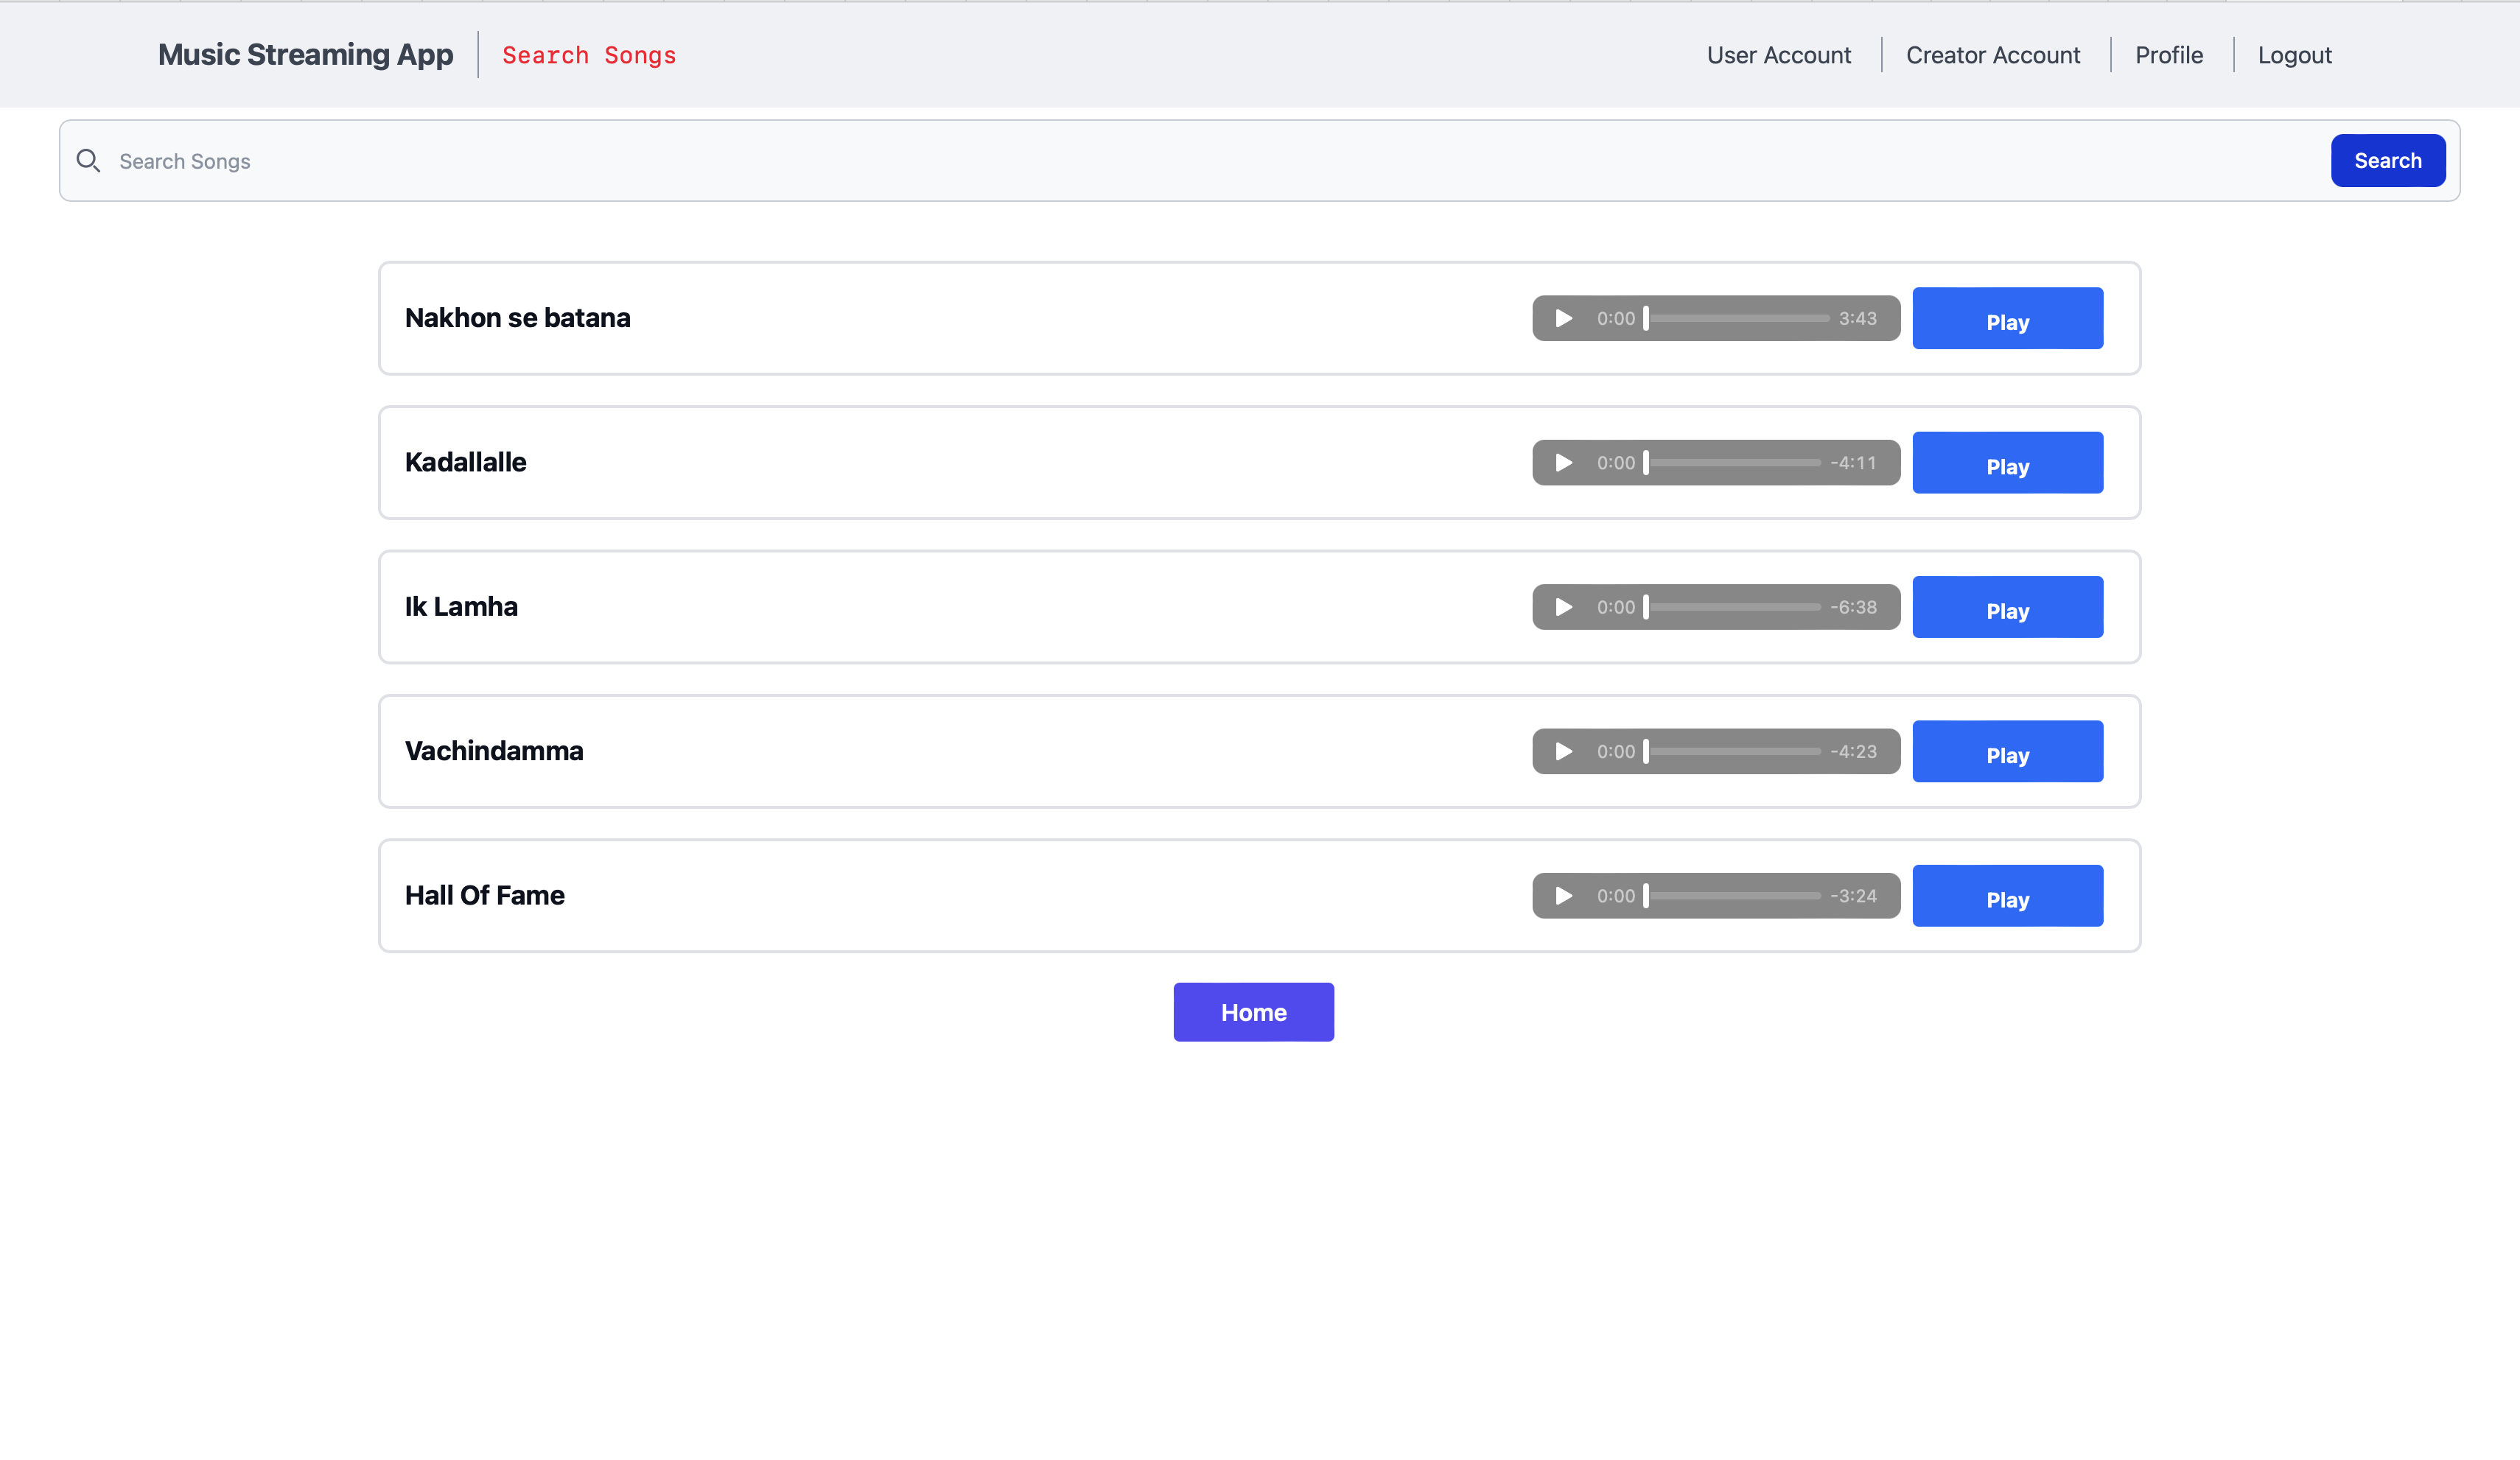 Music Streaming App Search Songs User Account Creator Account Profile Logout
Search Songs Search
Nakhon se batana 0:00 3:43 Play
Kadallalle 0:00 -4:11 Play
Ik Lamha 0:00 -6:38 Play
Vachindamma 0:00 -4:23 Play
Hall Of Fame 0:00 -3:24 Play
Home